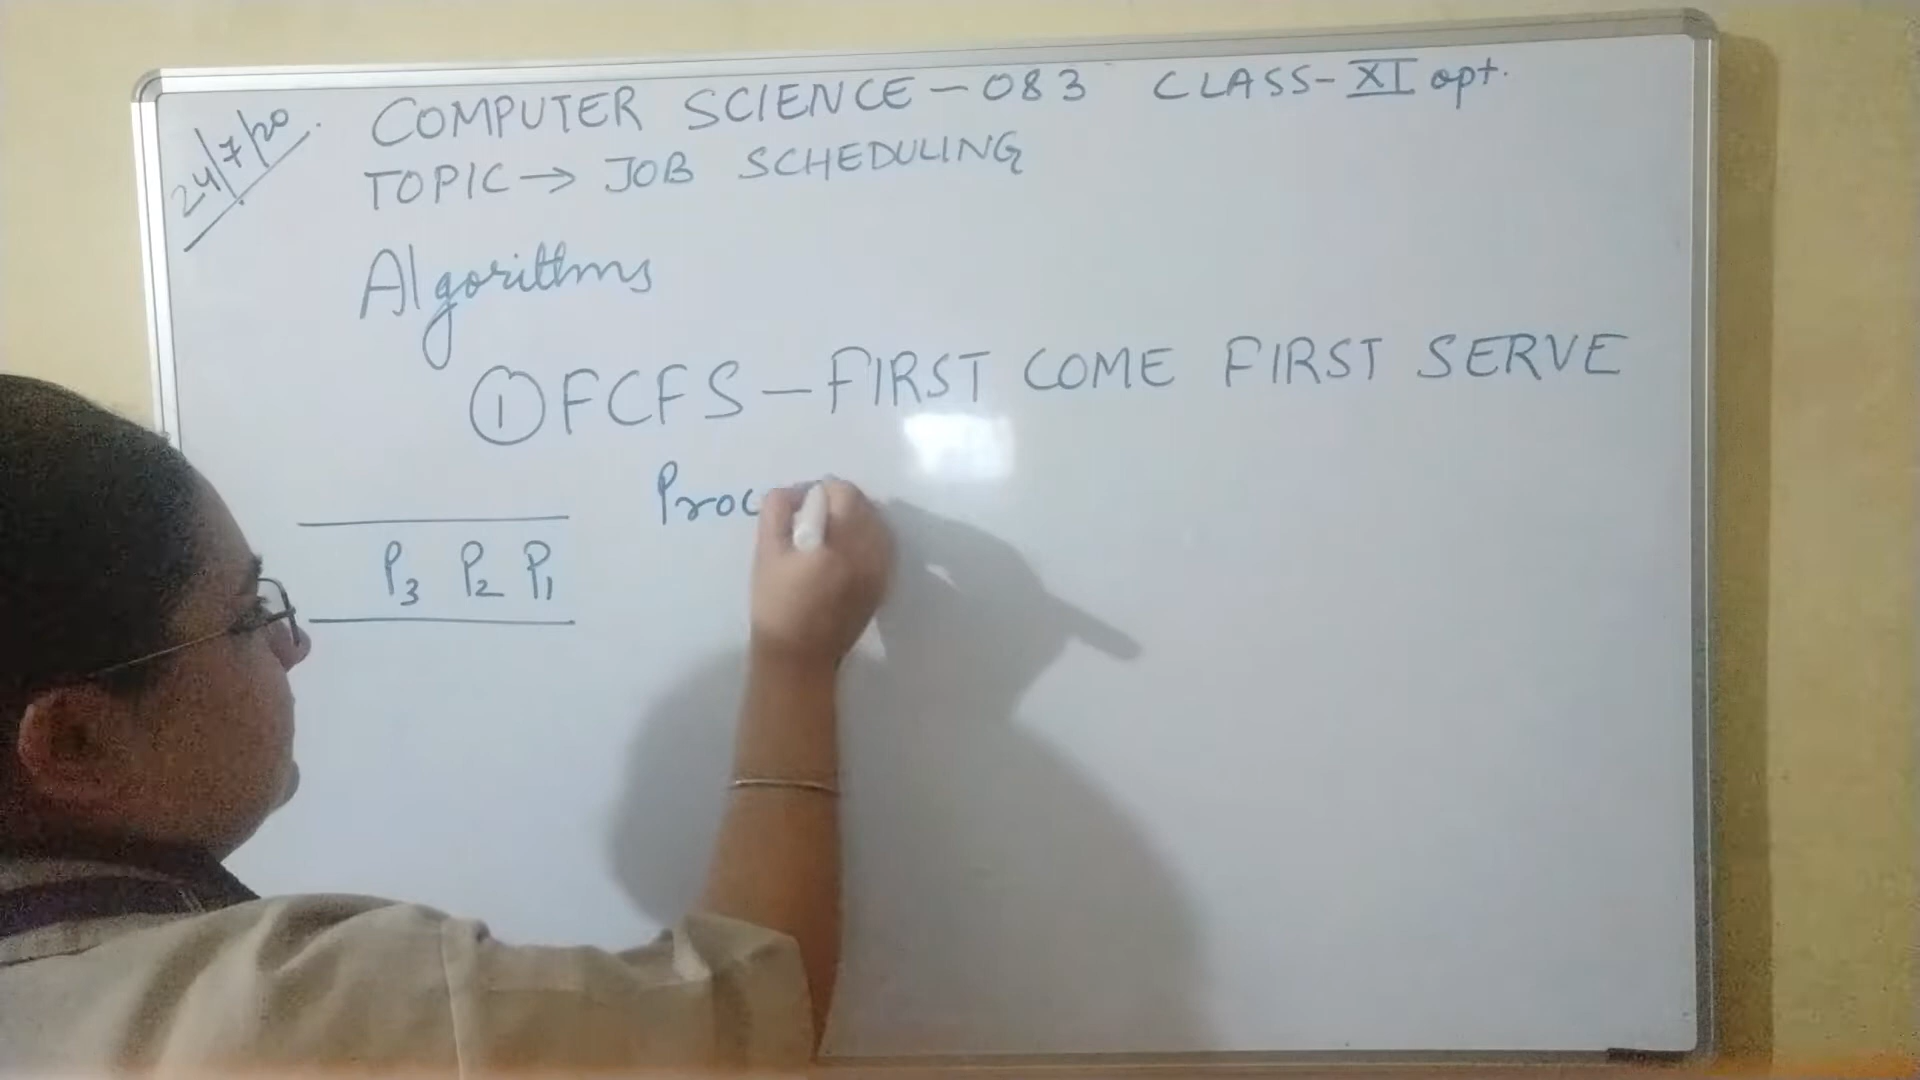 24/7/20.
COMPUTER SCIENCE-083 CLASS-XI opt.
TOPIC → JOB SCHEDULING
Algorithms
① FCFS - FIRST COME FIRST SERVE
Proc
P3 P2 P1